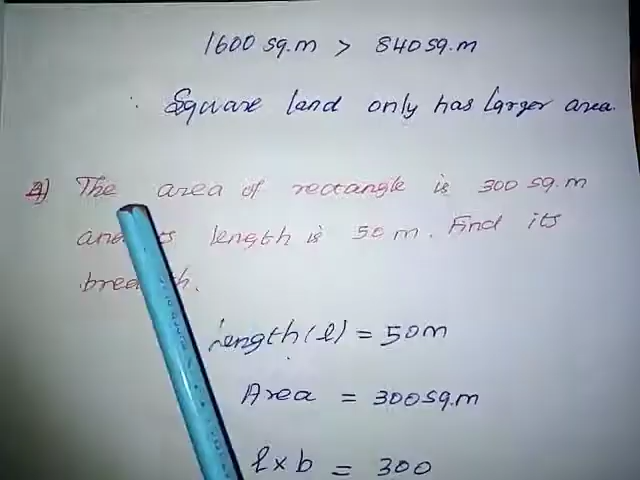 1600 sq.m > 840 sq.m
∴ Square land only has larger area.
The area of rectangle is 300 sq.m
length is 50 m. Find its
length (l) = 50m
Area = 300 sq.m
l × b = 300